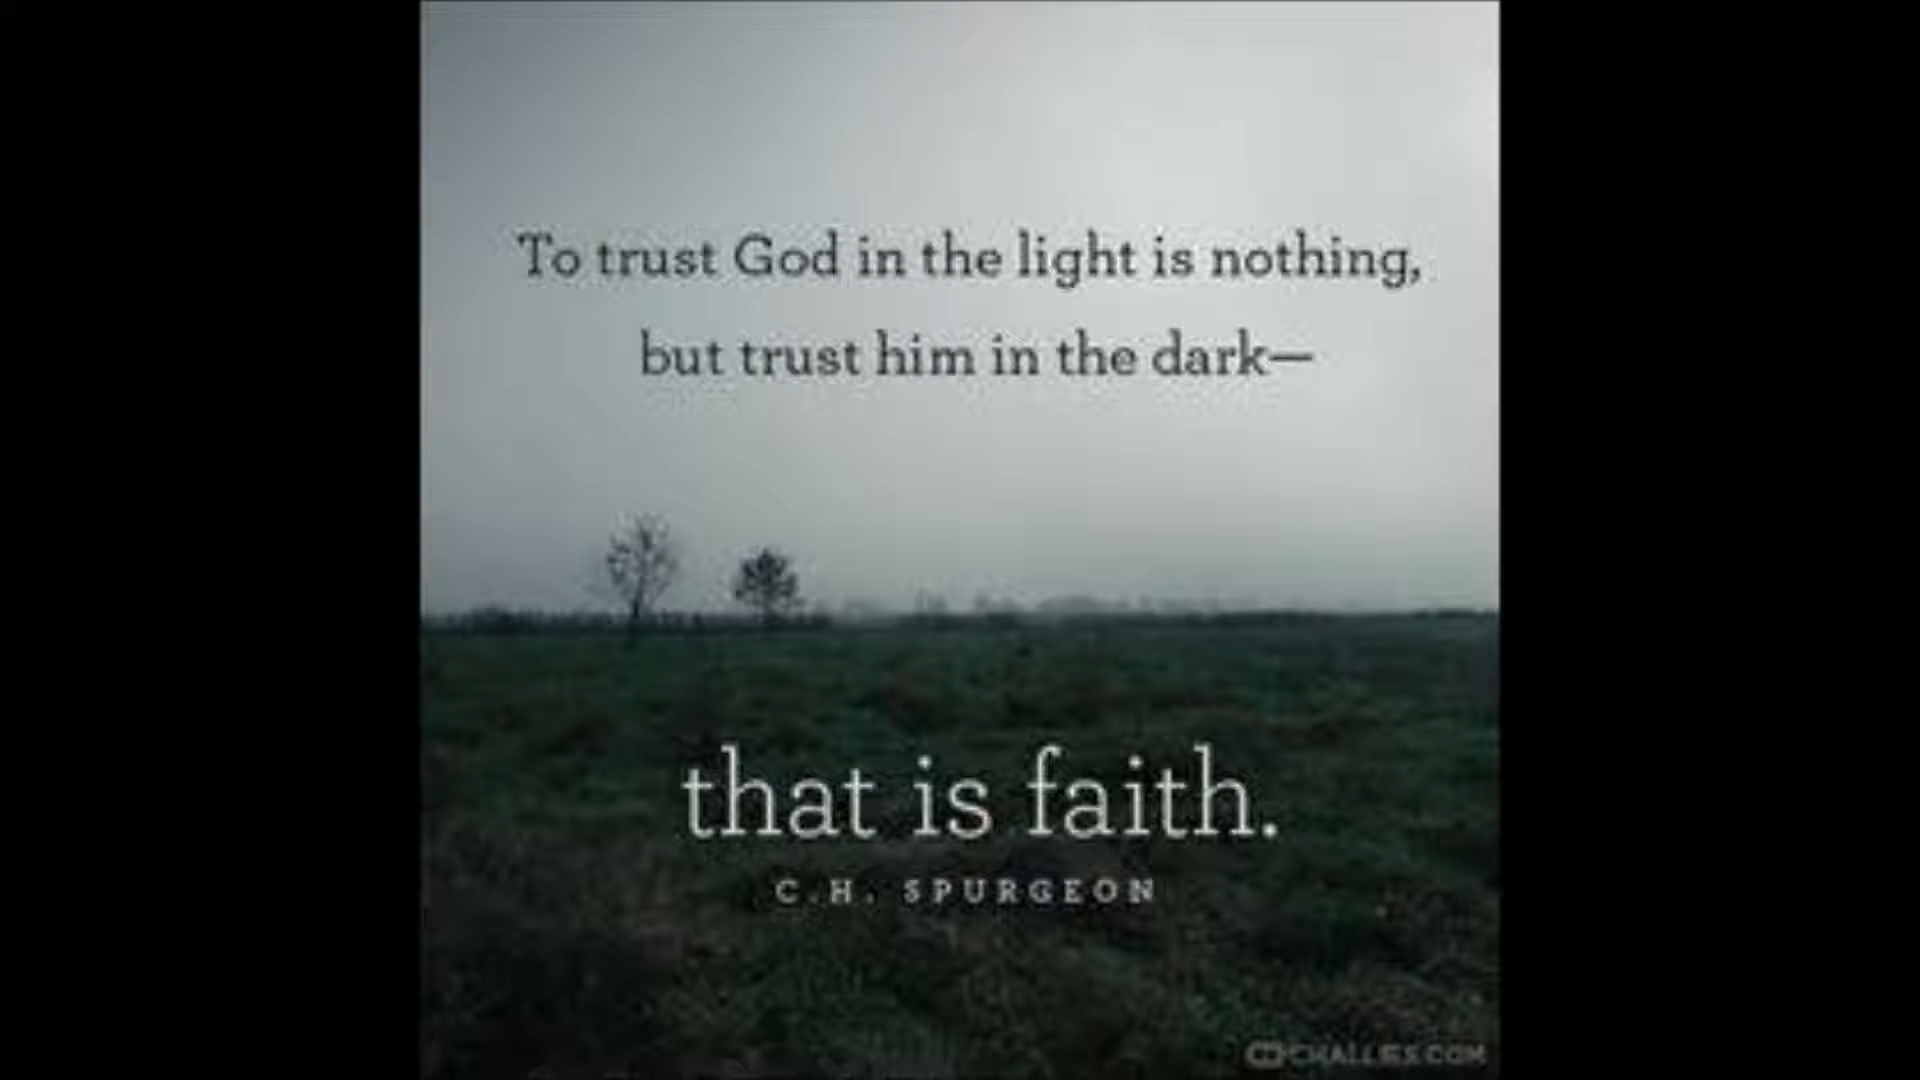 To trust God in the light is nothing,
but trust him in the dark—
that is faith.
C.H. SPURGEON
CHALLIES.COM